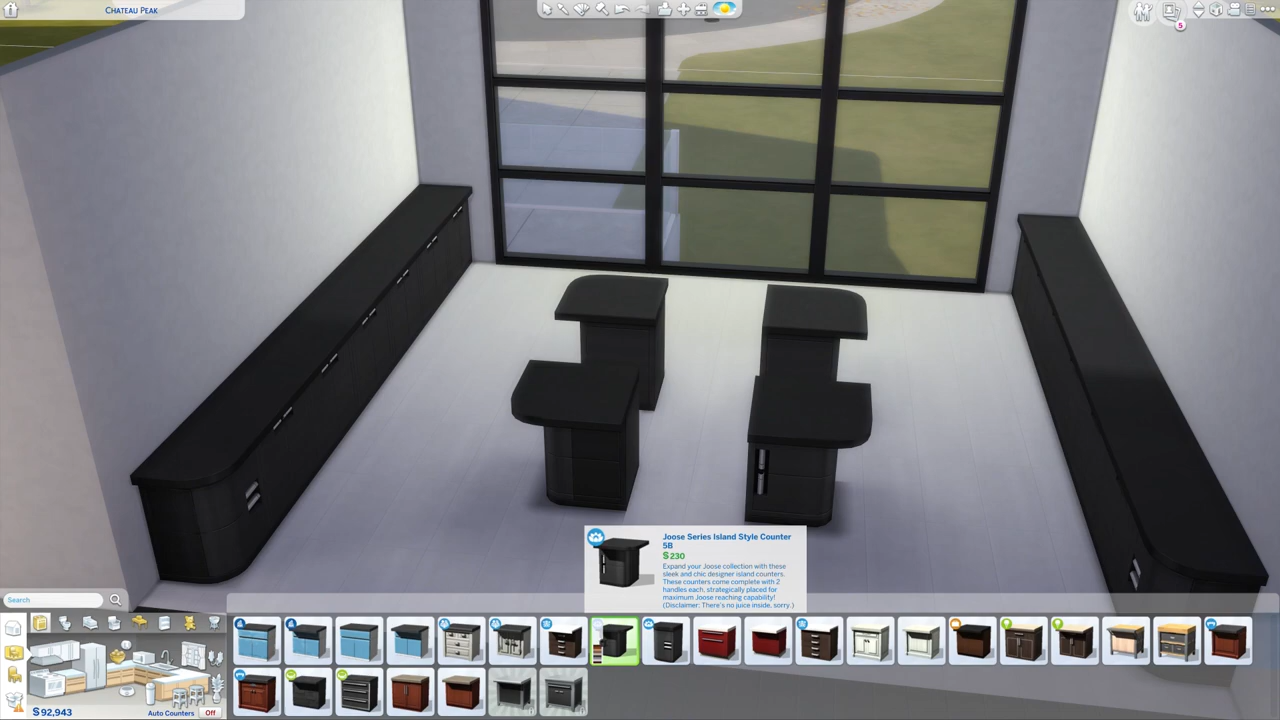 CHATEAU PEAK
5
Joose Series Island Style Counter
5B
§230
Expand your Joose collection with these
sleek and chic designer island counters.
These counters come complete with 2
handles each, strategically placed for
maximum Joose reaching capability!
(Disclaimer: There's no juice inside, sorry.)
Search
§92,943
Auto Counters Off